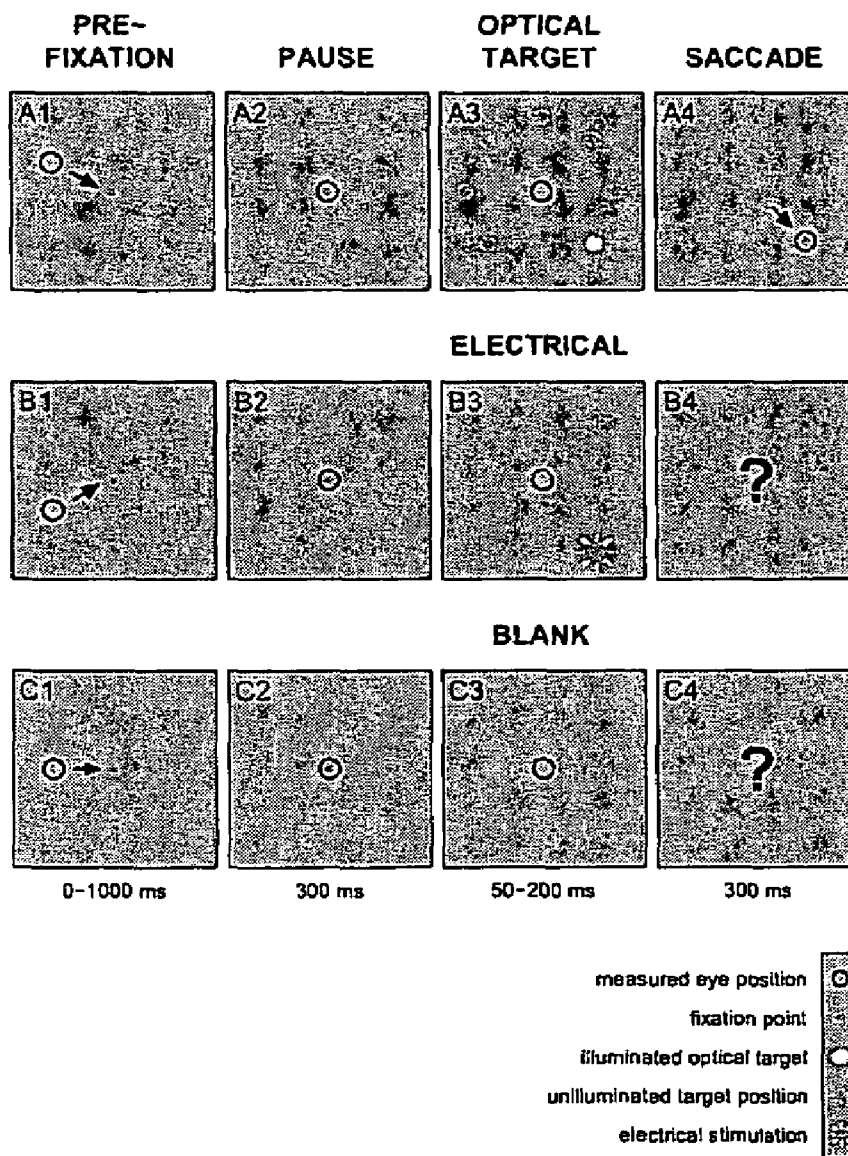 PRE-
FIXATION
PAUSE
OPTICAL
TARGET
SACCADE
A1
A2
A3
A4
ELECTRICAL
B1
B2
B3
B4
?
BLANK
C1
C2
C3
C4
?
0-1000 ms
300 ms
50-200 ms
300 ms
measured eye position
fixation point
illuminated optical target
unilluminated target position
electrical stimulation